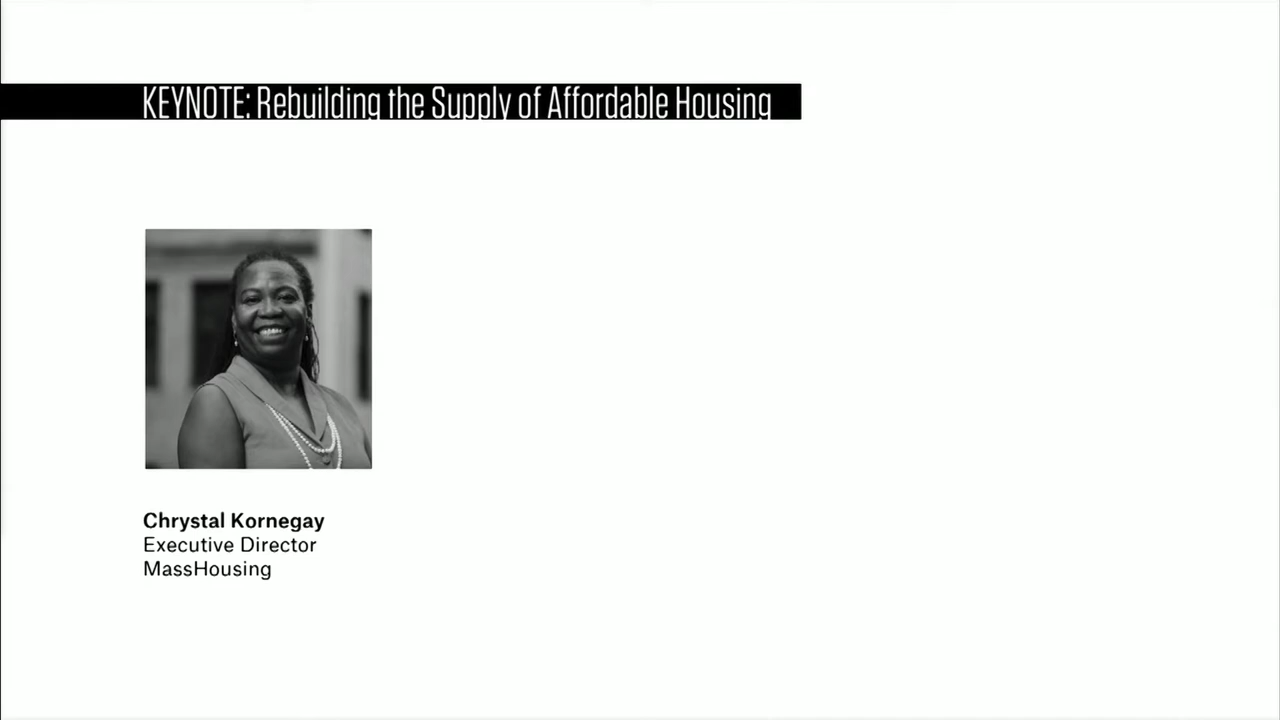 KEYNOTE: Rebuilding the Supply of Affordable Housing
Chrystal Kornegay
Executive Director
MassHousing